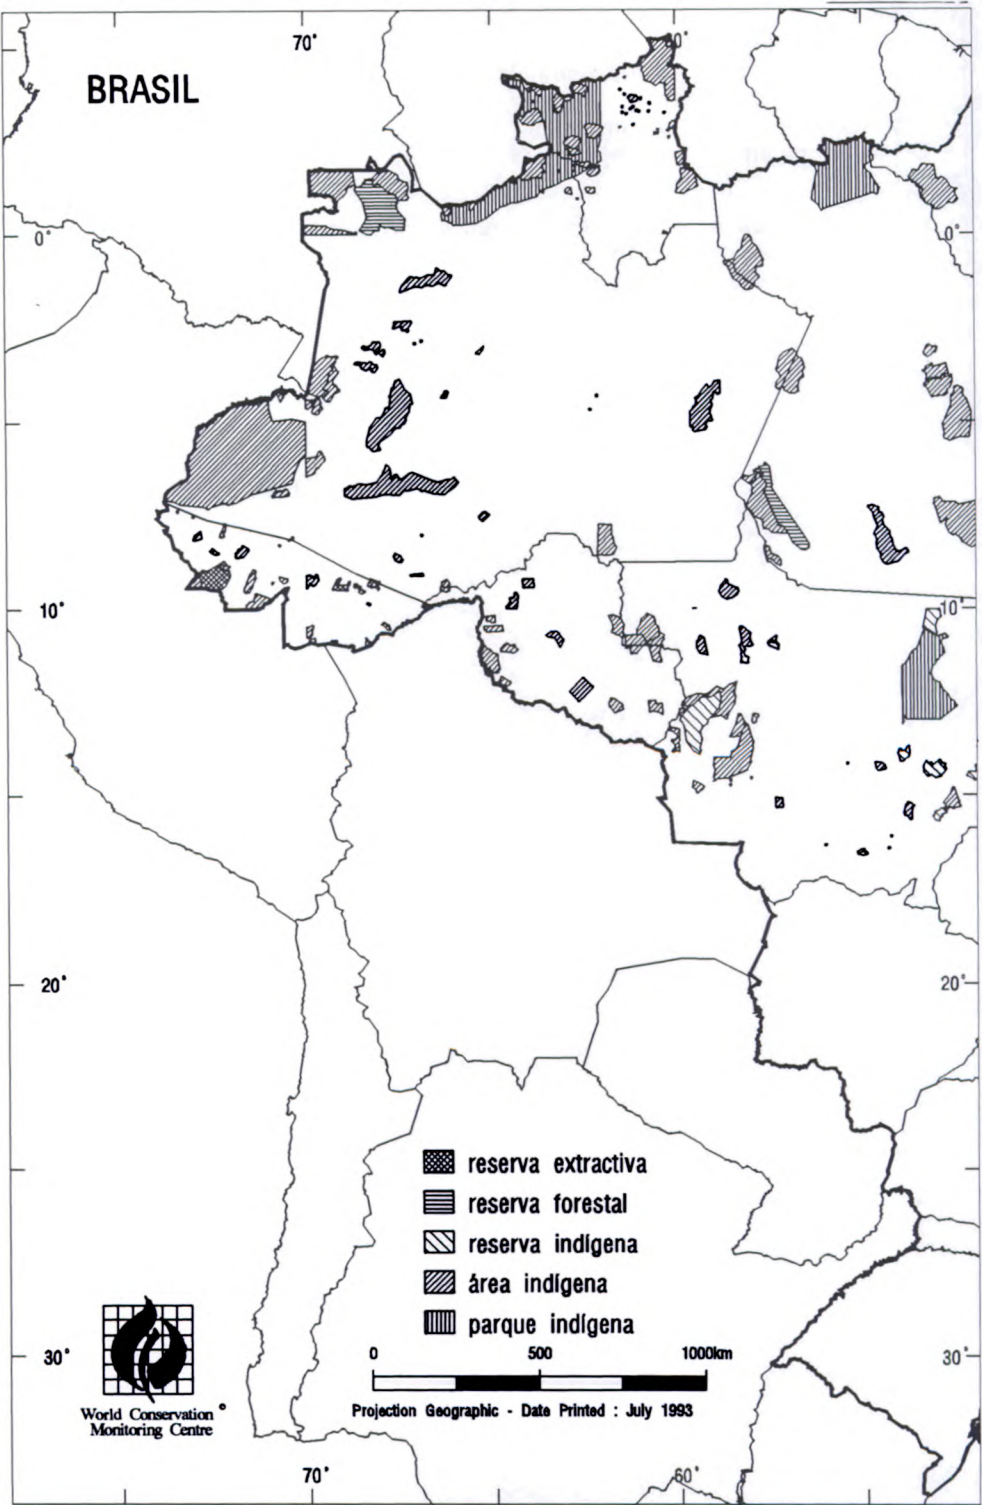 70°
0°
BRASIL
0°
0°
10°
10°
20°
20°
reserva extractiva
reserva forestal
reserva indígena
área indígena
parque indígena
30°
30°
0 500 1000km
World Conservation
Monitoring Centre
Projection Geographic - Date Printed : July 1993
70°
60°